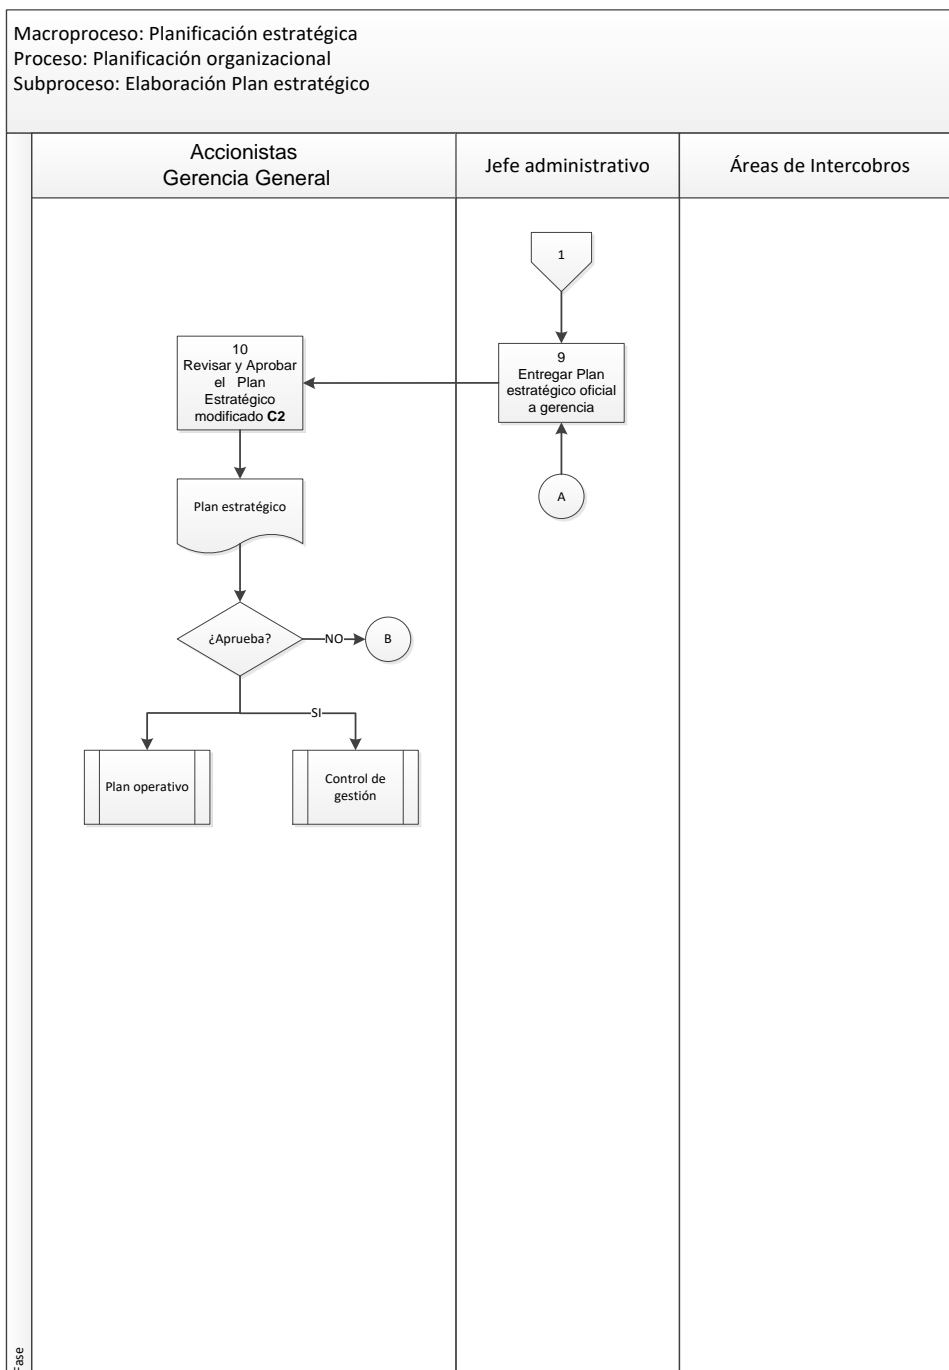 Macroproceso: Planificación estratégica
Proceso: Planificación organizacional
Subproceso: Elaboración Plan estratégico
Accionistas
Gerencia General
Jefe administrativo
Áreas de Intercobros
1
9
Entregar Plan
estratégico oficial
a gerencia
A
10
Revisar y Aprobar
el Plan
Estratégico
modificado C2
Plan estratégico
¿Aprueba?
NO
B
SI
Plan operativo
Control de
gestión
Fase